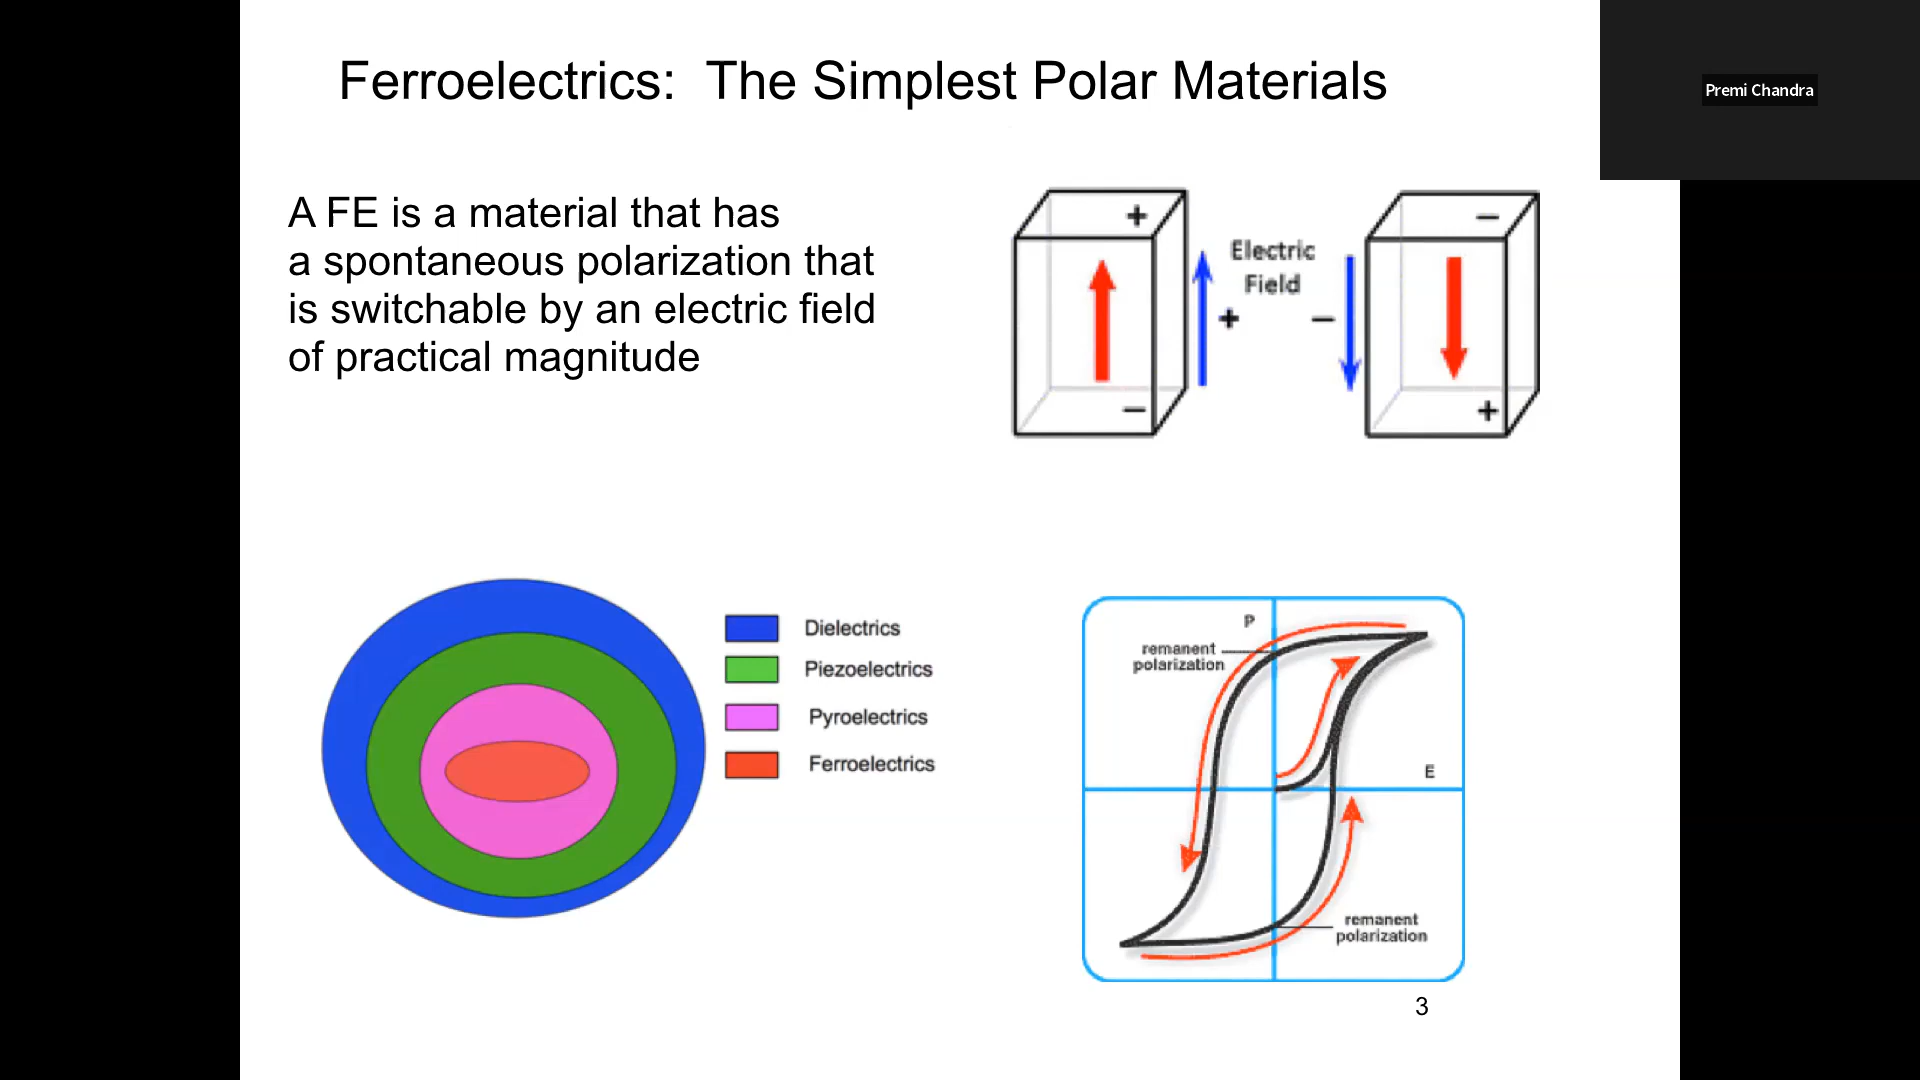 Ferroelectrics:  The Simplest Polar Materials
Premi Chandra
A FE is a material that has
a spontaneous polarization that
is switchable by an electric field
of practical magnitude
+
−
Electric
Field
+
−
−
+
Dielectrics
Piezoelectrics
Pyroelectrics
Ferroelectrics
P
remanent
polarization
E
remanent
polarization
3